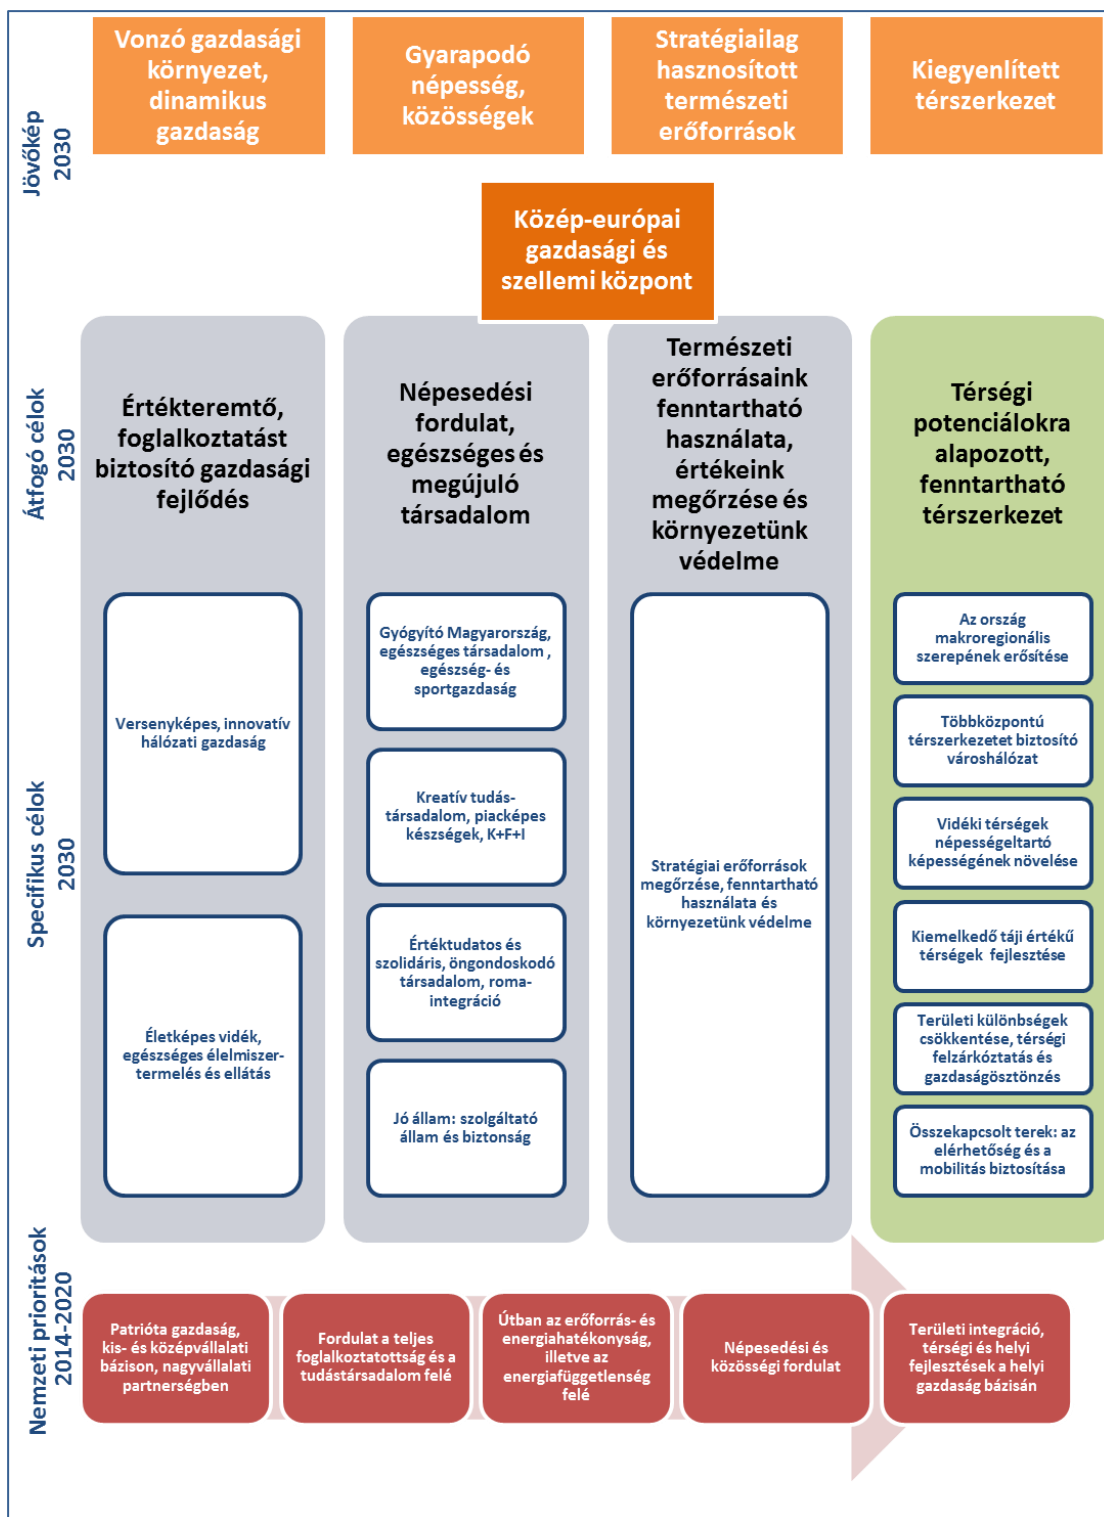 Jövőkép
2030
Vonzó gazdasági
környezet,
dinamikus
gazdaság
Gyarapodó
népesség,
közösségek
Stratégiailag
hasznosított
természeti
erőforrások
Kiegyenlített
térszerkezet
Közép-európai
gazdasági és
szellemi központ
Átfogó célok
2030
Értékteremtő,
foglalkoztatást
biztosító gazdasági
fejlődés
Népesedési
fordulat,
egészséges és
megújuló
társadalom
Természeti
erőforrásaink
fenntartható
használata,
értékeink
megőrzése és
környezetünk
védelme
Térségi
potenciálokra
alapozott,
fenntartható
térszerkezet
Specifikus célok
2030
Versenyképes, innovatív
hálózati gazdaság
Életképes vidék,
egészséges élelmiszer-
termelés és ellátás
Gyógyító Magyarország,
egészséges társadalom ,
egészség- és
sportgazdaság
Kreatív tudás-
társadalom, piacképes
készségek, K+F+I
Értéktudatos és
szolidáris, öngondoskodó
társadalom, roma-
integráció
Jó állam: szolgáltató
állam és biztonság
Stratégiai erőforrások
megőrzése, fenntartható
használata és
környezetünk védelme
Az ország
makroregionális
szerepének erősítése
Többközpontú
térszerkezetet biztosító
városhálózat
Vidéki térségek
népességeltartó
képességének növelése
Kiemelkedő táji értékű
térségek fejlesztése
Területi különbségek
csökkentése, térségi
felzárkóztatás és
gazdaságösztönzés
Összekapcsolt terek: az
elérhetőség és a
mobilitás biztosítása
Nemzeti prioritások
2014-2020
Patrióta gazdaság,
kis- és középvállalati
bázison, nagyvállalati
partnerségben
Fordulat a teljes
foglalkoztatottság és a
tudástársadalom felé
Útban az erőforrás- és
energiahatékonyság,
illetve az
energiafüggetlenség
felé
Népesedési és
közösségi fordulat
Területi integráció,
térségi és helyi
fejlesztések a helyi
gazdaság bázisán